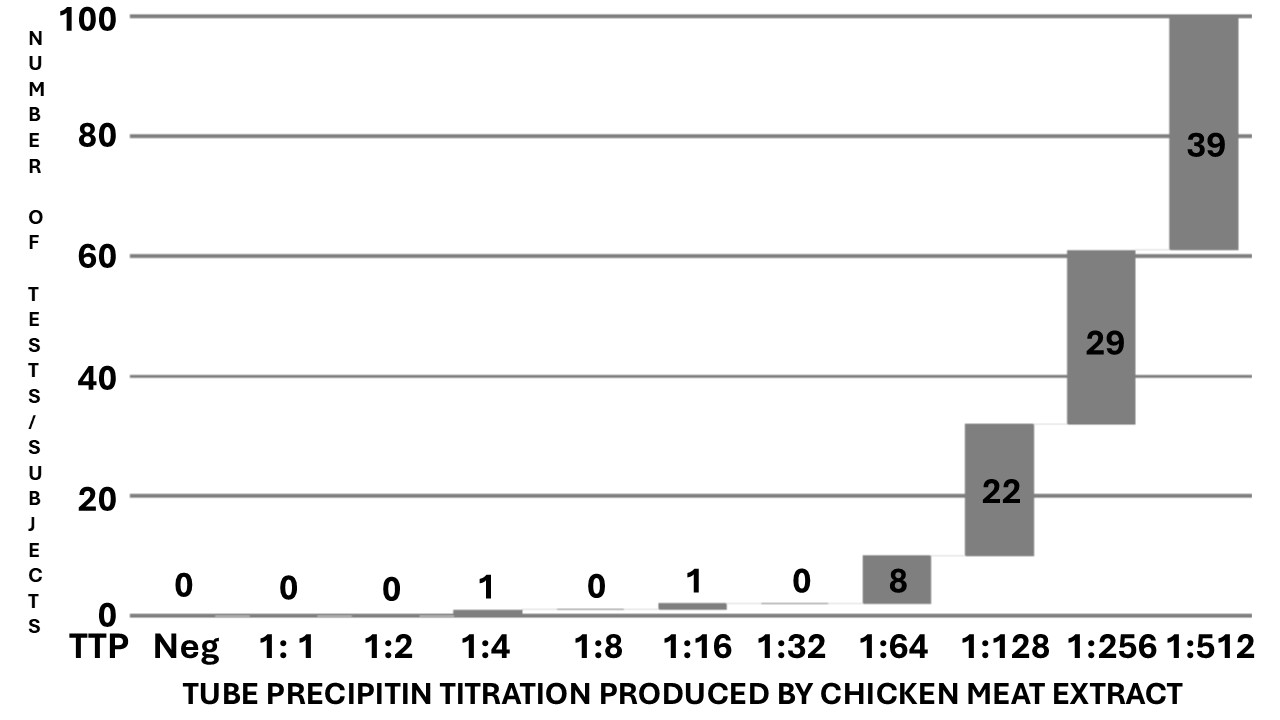 NUMBER OF TESTS/SUBJECTS
100
80
60
40
20
0
0 0 0 1 0 1 0 8 22 29 39
TTP Neg 1: 1 1:2 1:4 1:8 1:16 1:32 1:64 1:128 1:256 1:512
TUBE PRECIPITIN TITRATION PRODUCED BY CHICKEN MEAT EXTRACT